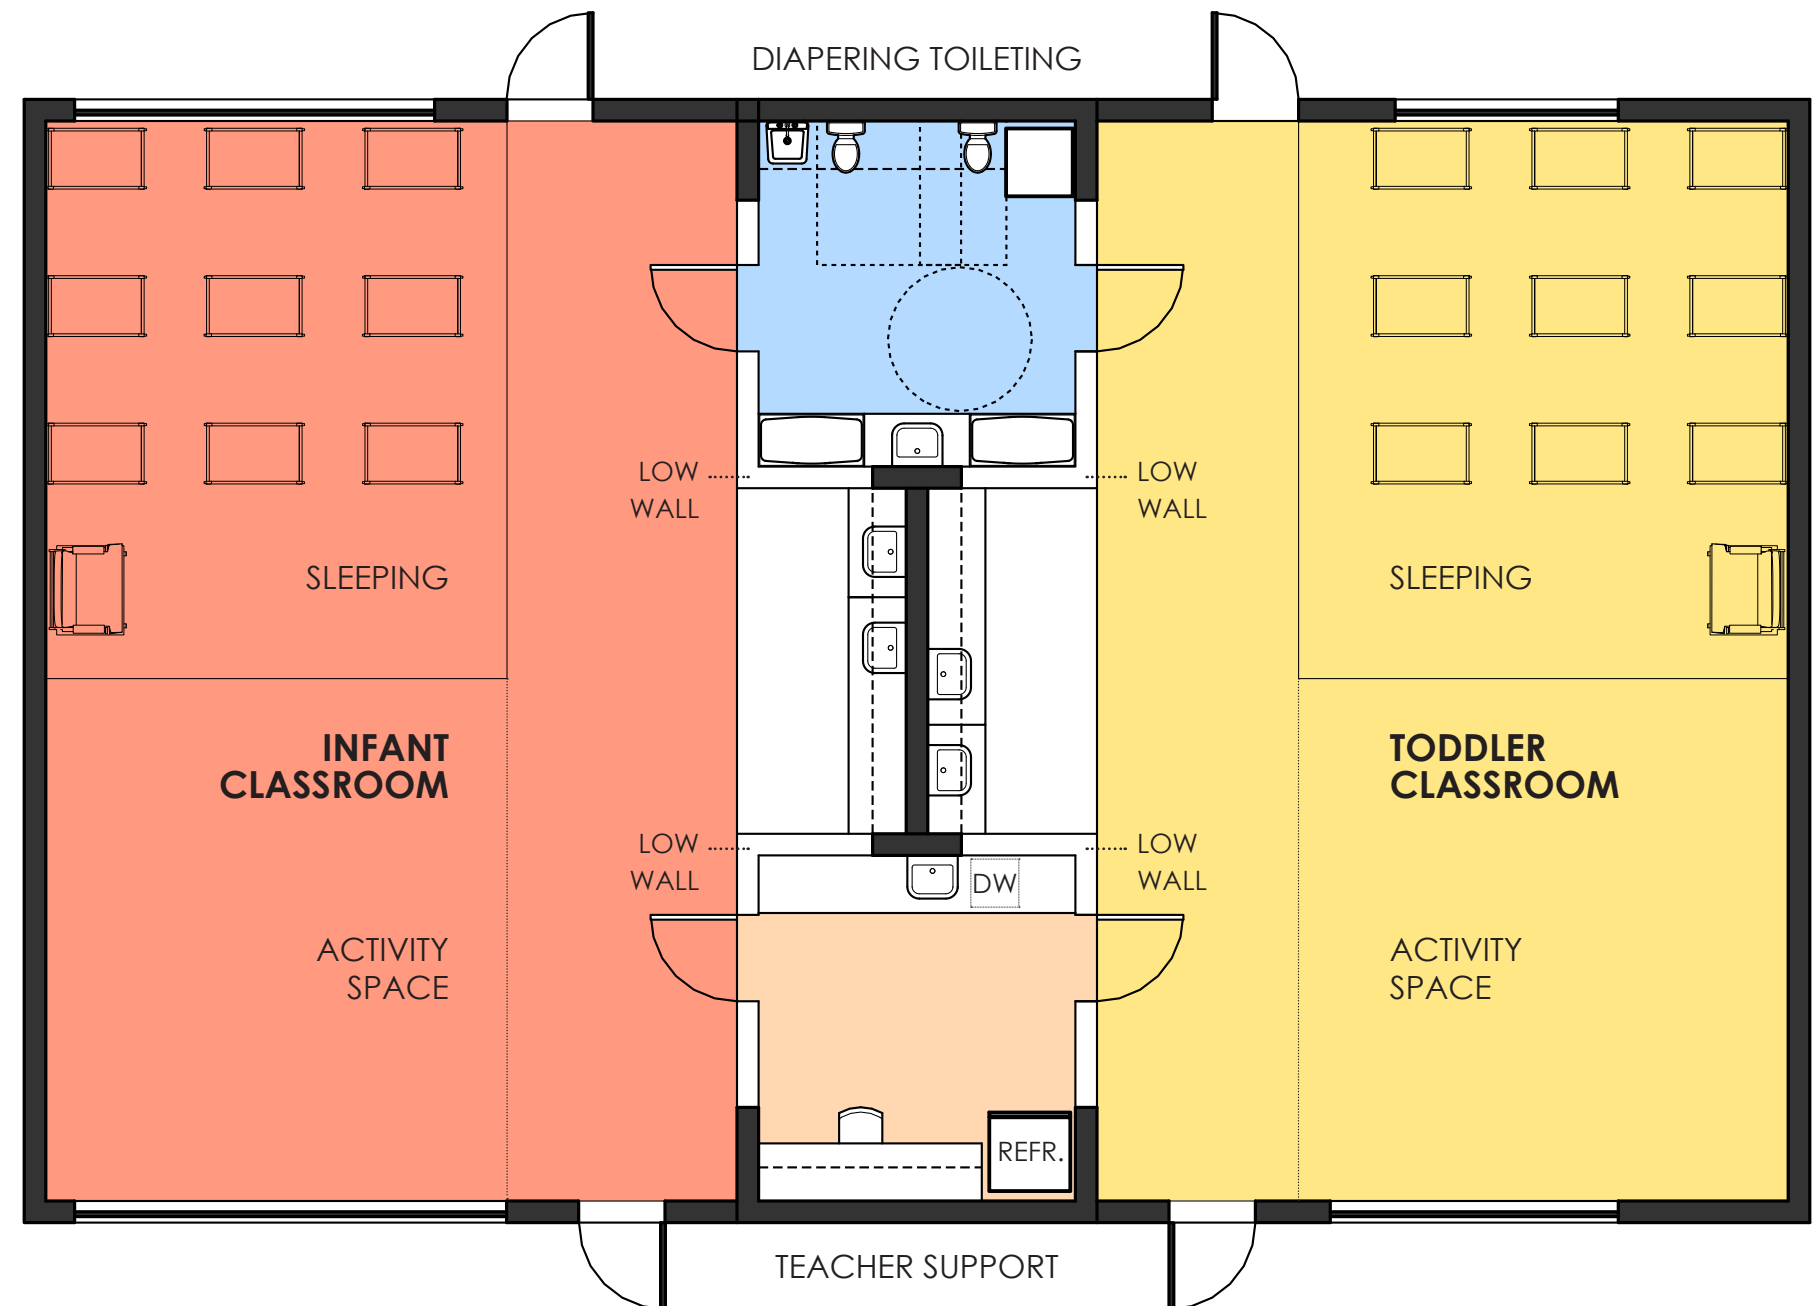 DIAPERING TOILETING
LOW
WALL
LOW
WALL
SLEEPING
SLEEPING
INFANT
CLASSROOM
TODDLER
CLASSROOM
LOW
WALL
LOW
WALL
DW
ACTIVITY
SPACE
ACTIVITY
SPACE
REFR.
TEACHER SUPPORT